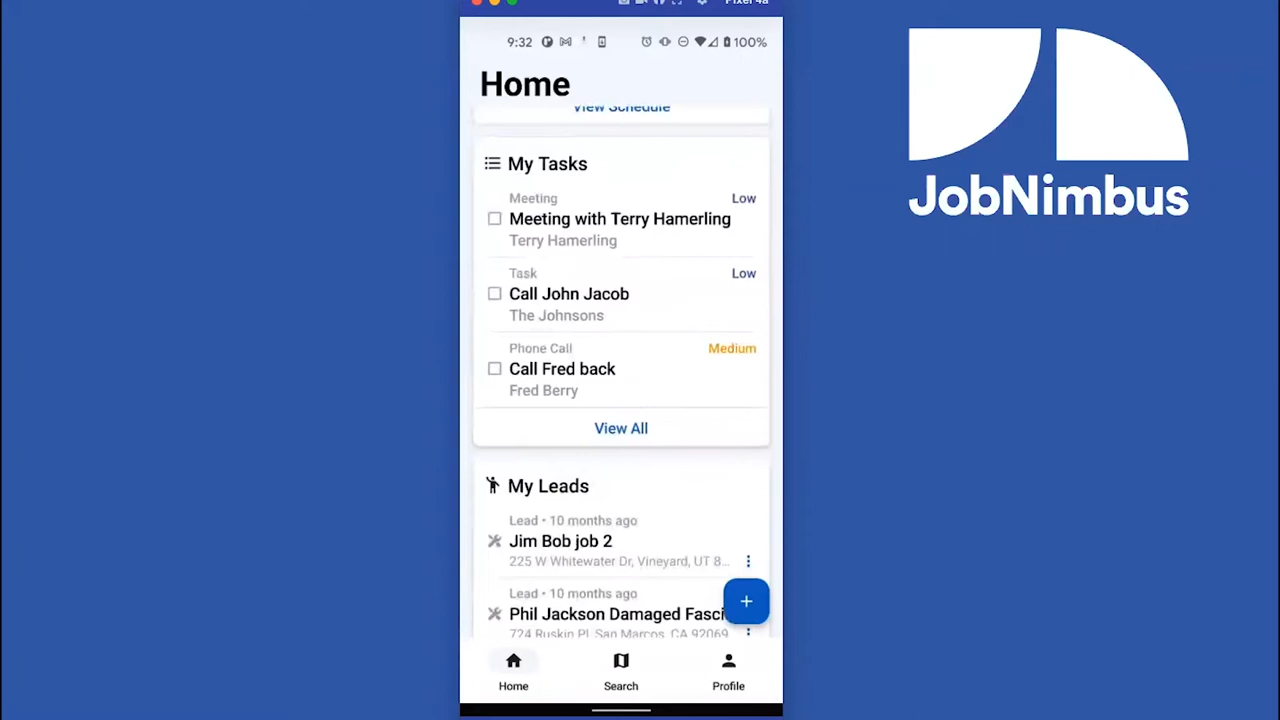 Pixel 4a
9:32
100%
Home
View Schedule
My Tasks
Meeting
Low
Meeting with Terry Hamerling
Terry Hamerling
Task
Low
Call John Jacob
The Johnsons
Phone Call
Medium
Call Fred back
Fred Berry
View All
My Leads
Lead • 10 months ago
Jim Bob job 2
225 W Whitewater Dr, Vineyard, UT 8...
Lead • 10 months ago
Phil Jackson Damaged Fasci
724 Ruskin Pl, San Marcos, CA 92069
+
Home
Search
Profile
JobNimbus